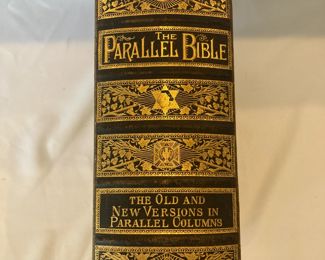 THE
PARALLEL BIBLE
THE OLD AND
NEW VERSIONS IN
PARALLEL COLUMNS